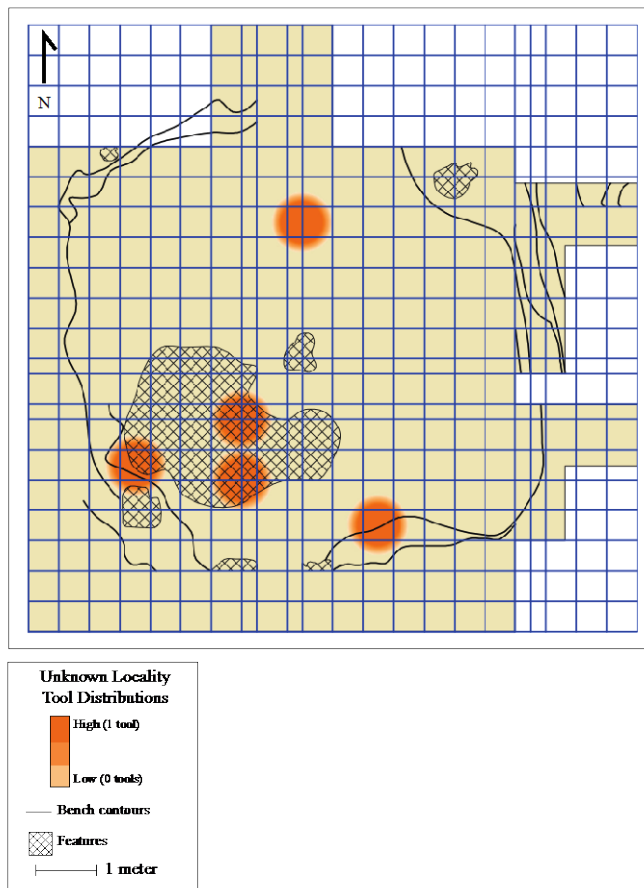 N
Unknown Locality
Tool Distributions
High (1 tool)
Low (0 tools)
Bench contours
Features
1 meter